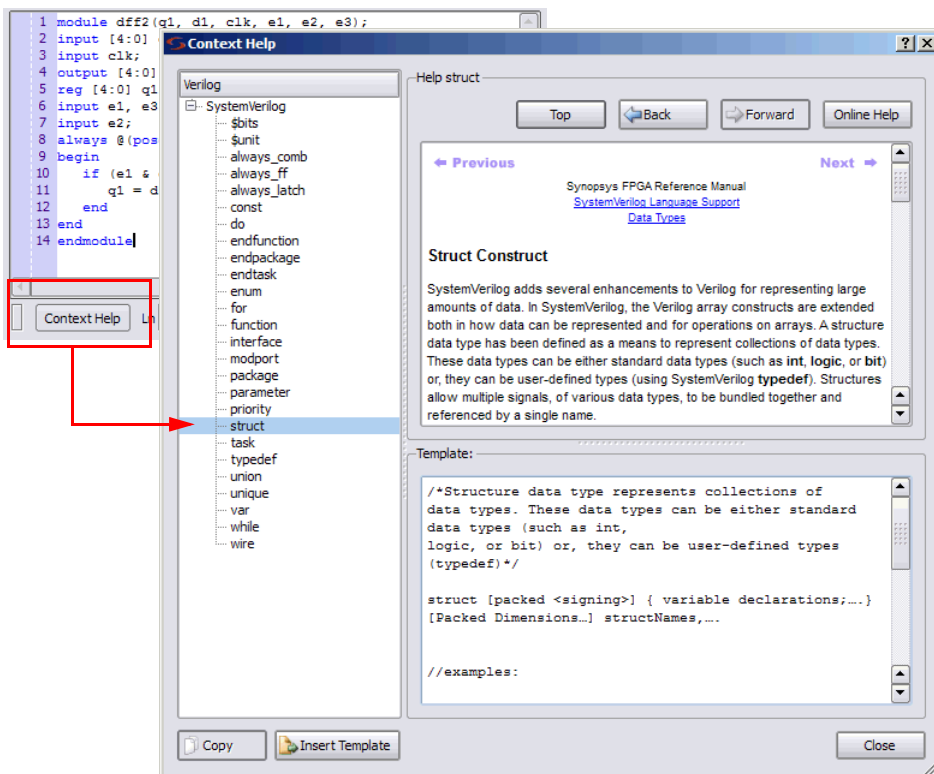 1 module dff2(q1, d1, clk, e1, e2, e3);
2 input [4:0]
3 input clk;
4 output [4:0]
5 reg [4:0] q1
6 input e1, e3
7 input e2;
8 always @(pos
9 begin
10 if (e1 &
11 q1 = d
12 end
13 end
14 endmodule
Context Help
Ln
Context Help
Verilog
SystemVerilog
$bits
$unit
always_comb
always_ff
always_latch
const
do
endfunction
endpackage
endtask
enum
for
function
interface
modport
package
parameter
priority
struct
task
typedef
union
unique
var
while
wire
Copy
Insert Template
Help struct
Top
Back
Forward
Online Help
Previous
Next
Synopsys FPGA Reference Manual
SystemVerilog Language Support
Data Types
Struct Construct
SystemVerilog adds several enhancements to Verilog for representing large
amounts of data. In SystemVerilog, the Verilog array constructs are extended
both in how data can be represented and for operations on arrays. A structure
data type has been defined as a means to represent collections of data types.
These data types can be either standard data types (such as int, logic, or bit)
or, they can be user-defined types (using SystemVerilog typedef). Structures
allow multiple signals, of various data types, to be bundled together and
referenced by a single name.
Template:
/*Structure data type represents collections of
data types. These data types can be either standard
data types (such as int,
logic, or bit) or, they can be user-defined types
(typedef)*/
struct [packed <signing>] { variable declarations;….}
[Packed Dimensions…] structNames,….
//examples:
Close